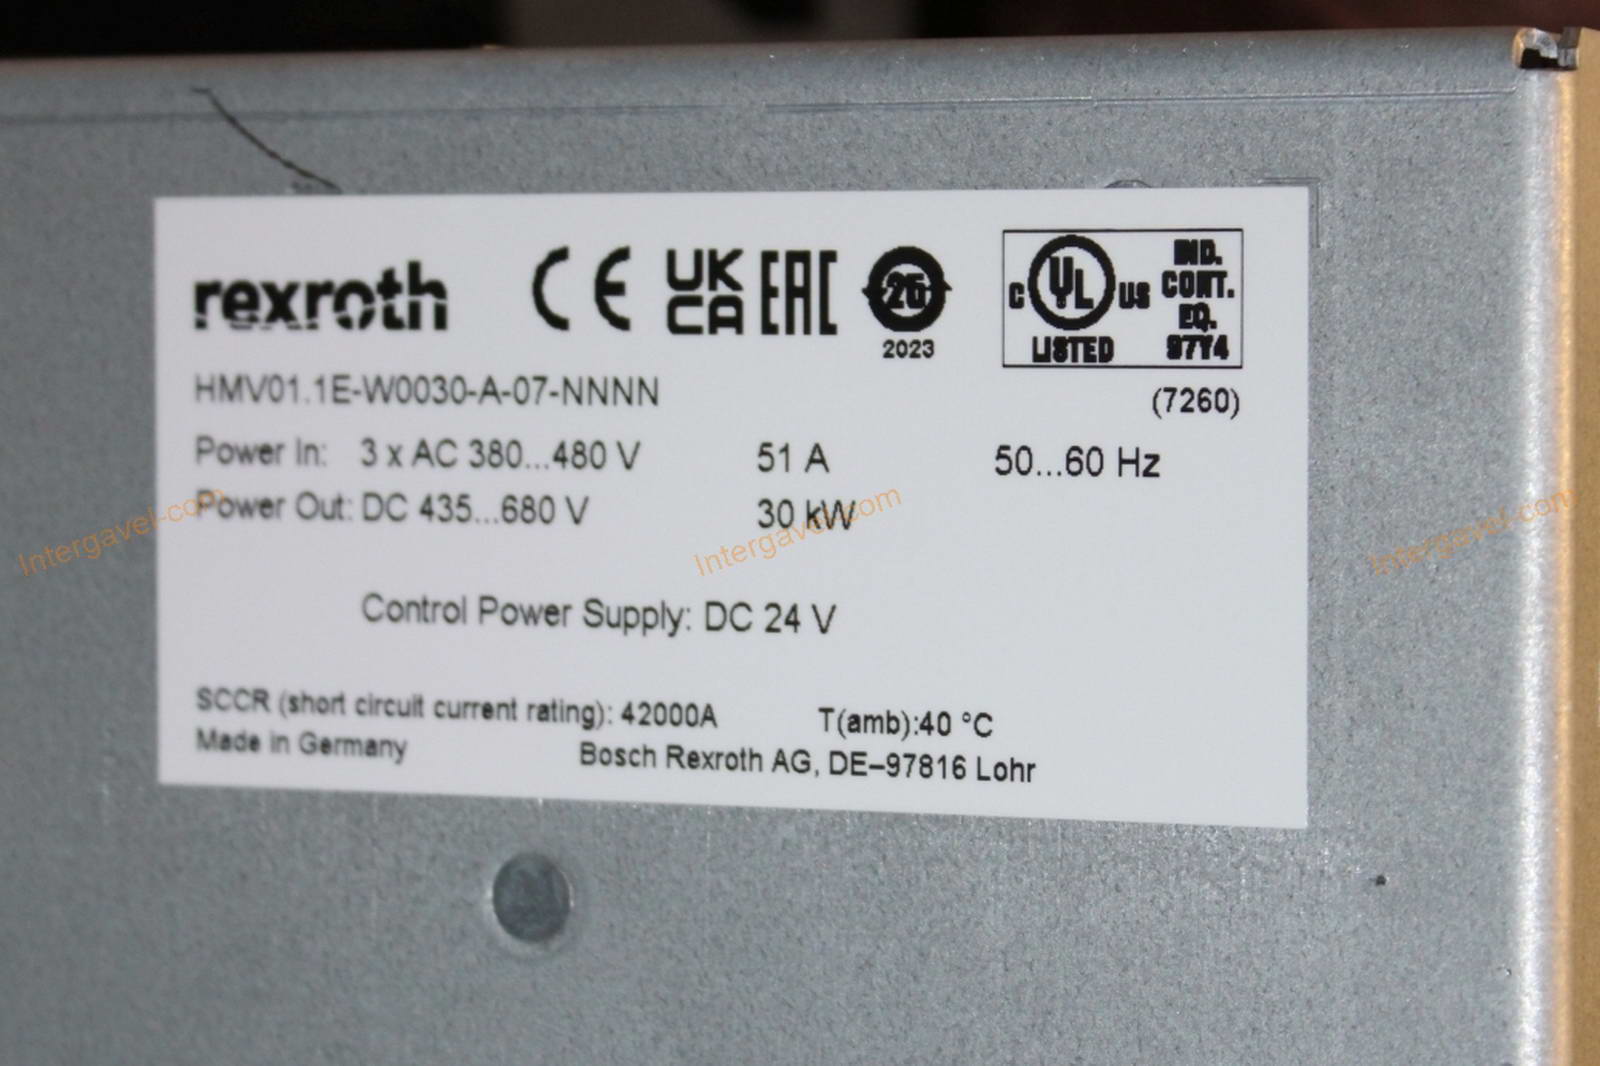 rexroth CE UK CA EAC 25 2023
C UL US LISTED IND. CONT. EQ. 97Y4
HMV01.1E-W0030-A-07-NNNN (7260)
Power In: 3 x AC 380...480 V 51 A 50...60 Hz
Power Out: DC 435...680 V 30 kW
Control Power Supply: DC 24 V
SCCR (short circuit current rating): 42000A T(amb):40 °C
Made in Germany Bosch Rexroth AG, DE–97816 Lohr
Intergavel-com Intergavel-com Intergavel-com